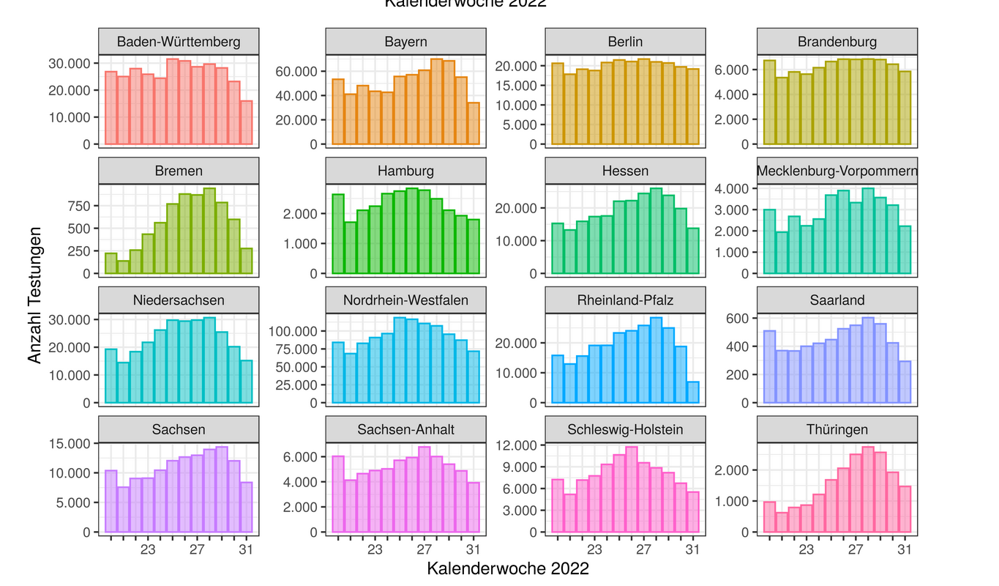 Kalenderwoche 2022
Baden-Württemberg Bayern Berlin Brandenburg
30.000 20.000 10.000 0
60.000 40.000 20.000 0
20.000 15.000 10.000 5.000 0
6.000 4.000 2.000 0
Bremen Hamburg Hessen Mecklenburg-Vorpommern
750 500 250 0
2.000 1.000 0
20.000 10.000 0
4.000 3.000 2.000 1.000 0
Anzahl Testungen
Niedersachsen Nordrhein-Westfalen Rheinland-Pfalz Saarland
30.000 20.000 10.000 0
100.000 75.000 50.000 25.000 0
20.000 10.000 0
600 400 200 0
Sachsen Sachsen-Anhalt Schleswig-Holstein Thüringen
15.000 10.000 5.000 0
6.000 4.000 2.000 0
12.000 9.000 6.000 3.000 0
2.000 1.000 0
23 27 31 23 27 31 23 27 31 23 27 31
Kalenderwoche 2022